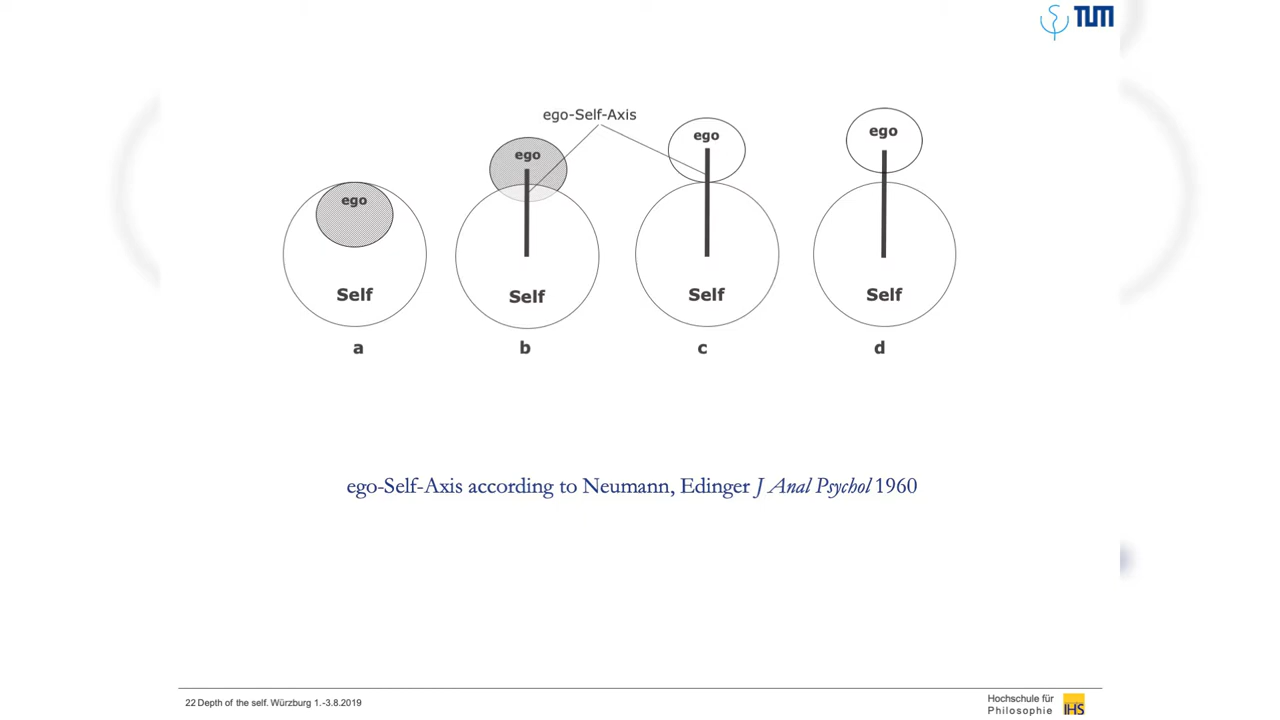 TUM
ego-Self-Axis
ego
ego
ego
ego
Self
Self
Self
Self
a
b
c
d
ego-Self-Axis according to Neumann, Edinger J Anal Psychol 1960
22 Depth of the self. Würzburg 1.-3.8.2019
Hochschule für
Philosophie
IHS